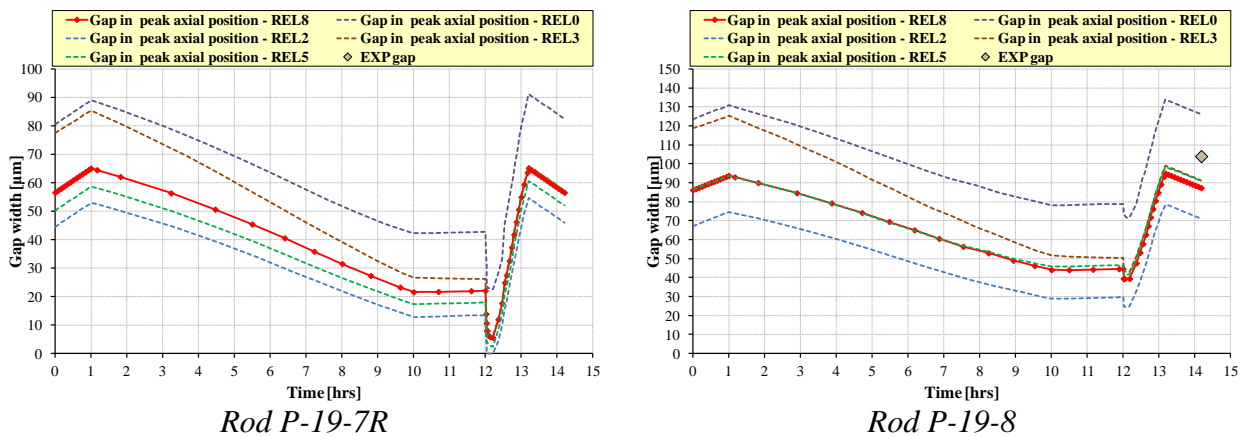 Gap in peak axial position - REL8
Gap in peak axial position - REL0
Gap in peak axial position - REL2
Gap in peak axial position - REL3
Gap in peak axial position - REL5
EXP gap
100
90
80
70
60
50
40
30
20
10
0
Gap width [µm]
0 1 2 3 4 5 6 7 8 9 10 11 12 13 14 15
Time [hrs]
Rod P-19-7R
Gap in peak axial position - REL8
Gap in peak axial position - REL0
Gap in peak axial position - REL2
Gap in peak axial position - REL3
Gap in peak axial position - REL5
EXP gap
150
140
130
120
110
100
90
80
70
60
50
40
30
20
10
0
Gap width [µm]
0 1 2 3 4 5 6 7 8 9 10 11 12 13 14 15
Time [hrs]
Rod P-19-8